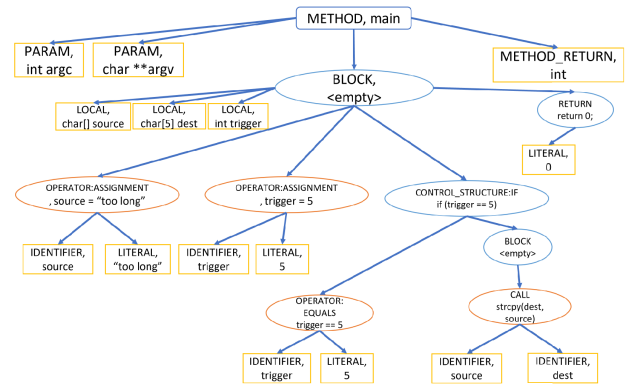 METHOD, main
PARAM,
int argc
PARAM,
char **argv
METHOD_RETURN,
int
BLOCK,
<empty>
LOCAL,
char[] source
LOCAL,
char[5] dest
LOCAL,
int trigger
RETURN
return 0;
LITERAL,
0
OPERATOR:ASSIGNMENT
, source = “too long”
OPERATOR:ASSIGNMENT
, trigger = 5
CONTROL_STRUCTURE:IF
if (trigger == 5)
IDENTIFIER,
source
LITERAL,
“too long”
IDENTIFIER,
trigger
LITERAL,
5
BLOCK
<empty>
OPERATOR:
EQUALS
trigger == 5
CALL
strcpy(dest,
source)
IDENTIFIER,
trigger
LITERAL,
5
IDENTIFIER,
source
IDENTIFIER,
dest